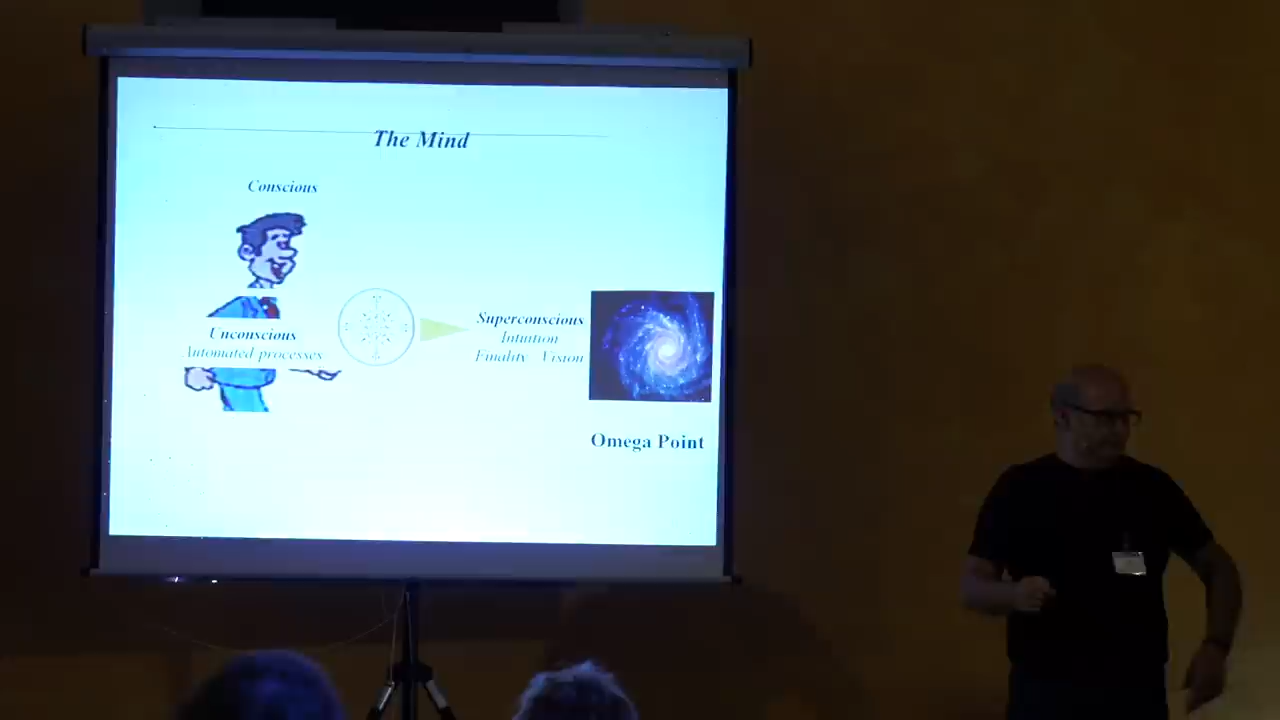 The Mind
Conscious
Unconscious
Automated processes
Superconscious
Intuition
Finality Vision
Omega Point